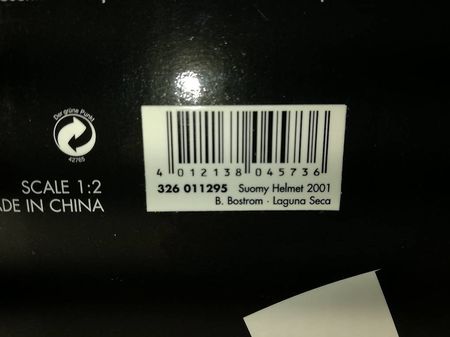 Der grüne Punkt
42765
4 012138 045736
326 011295 Suomy Helmet 2001
B. Bostrom · Laguna Seca
SCALE 1:2
DE IN CHINA